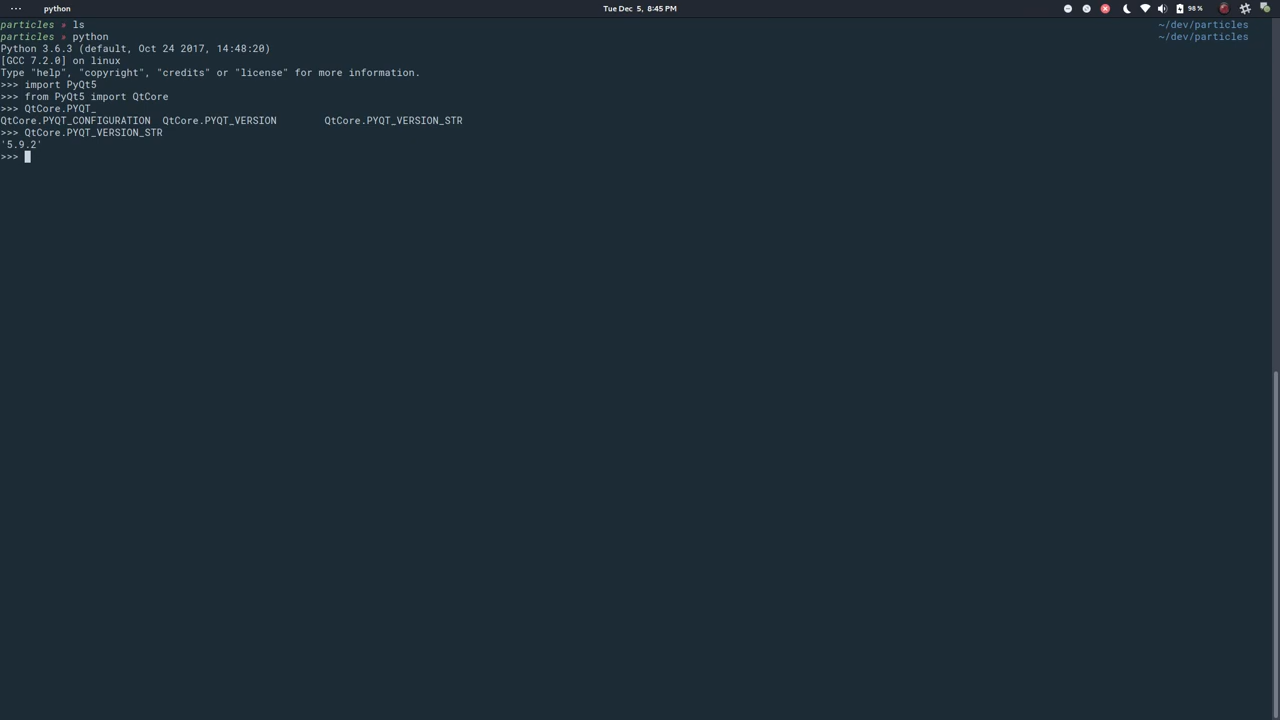 ··· python Tue Dec 5, 8:45 PM 98 %
particles » ls ~/dev/particles
particles » python ~/dev/particles
Python 3.6.3 (default, Oct 24 2017, 14:48:20)
[GCC 7.2.0] on linux
Type "help", "copyright", "credits" or "license" for more information.
>>> import PyQt5
>>> from PyQt5 import QtCore
>>> QtCore.PYQT_
QtCore.PYQT_CONFIGURATION QtCore.PYQT_VERSION QtCore.PYQT_VERSION_STR
>>> QtCore.PYQT_VERSION_STR
'5.9.2'
>>>